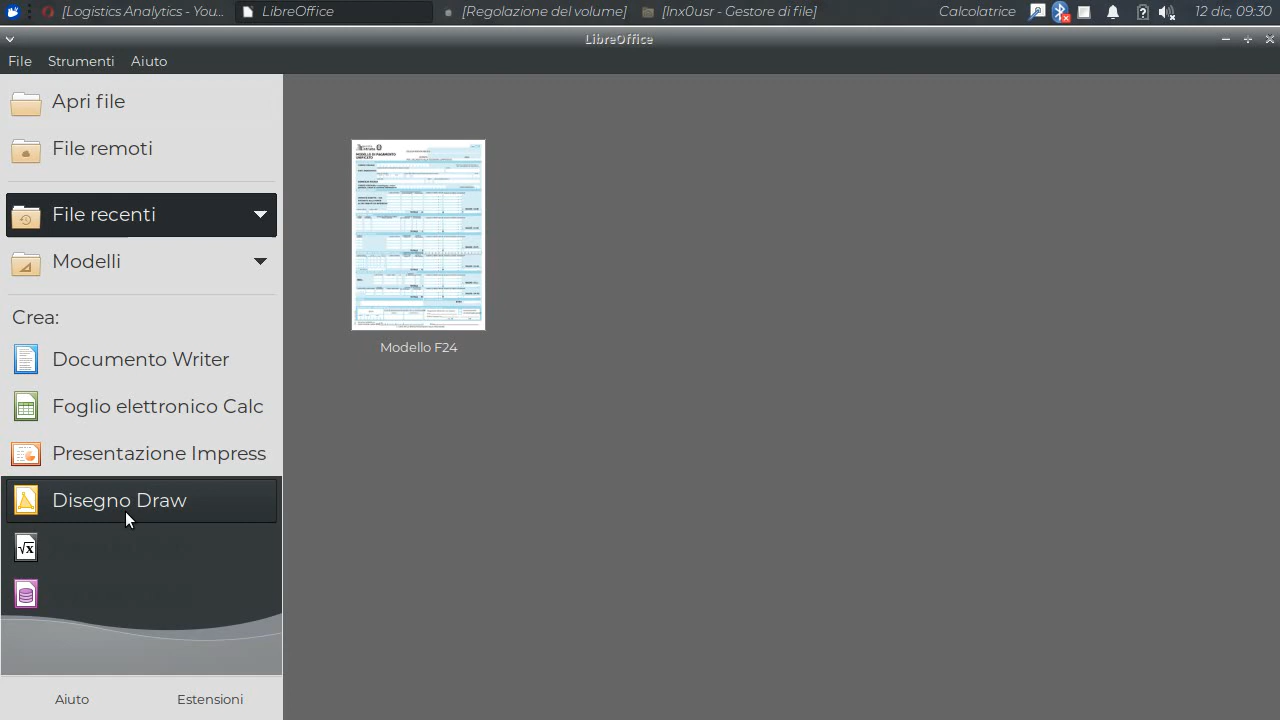 [Logistics Analytics - You...
LibreOffice
[Regolazione del volume]
[lnx0usr - Gestore di file]
Calcolatrice
12 dic, 09:30
LibreOffice
File
Strumenti
Aiuto
Apri file
File remoti
File recenti
Modelli
Crea:
Documento Writer
Foglio elettronico Calc
Presentazione Impress
Disegno Draw
√x
Modello F24
Aiuto
Estensioni